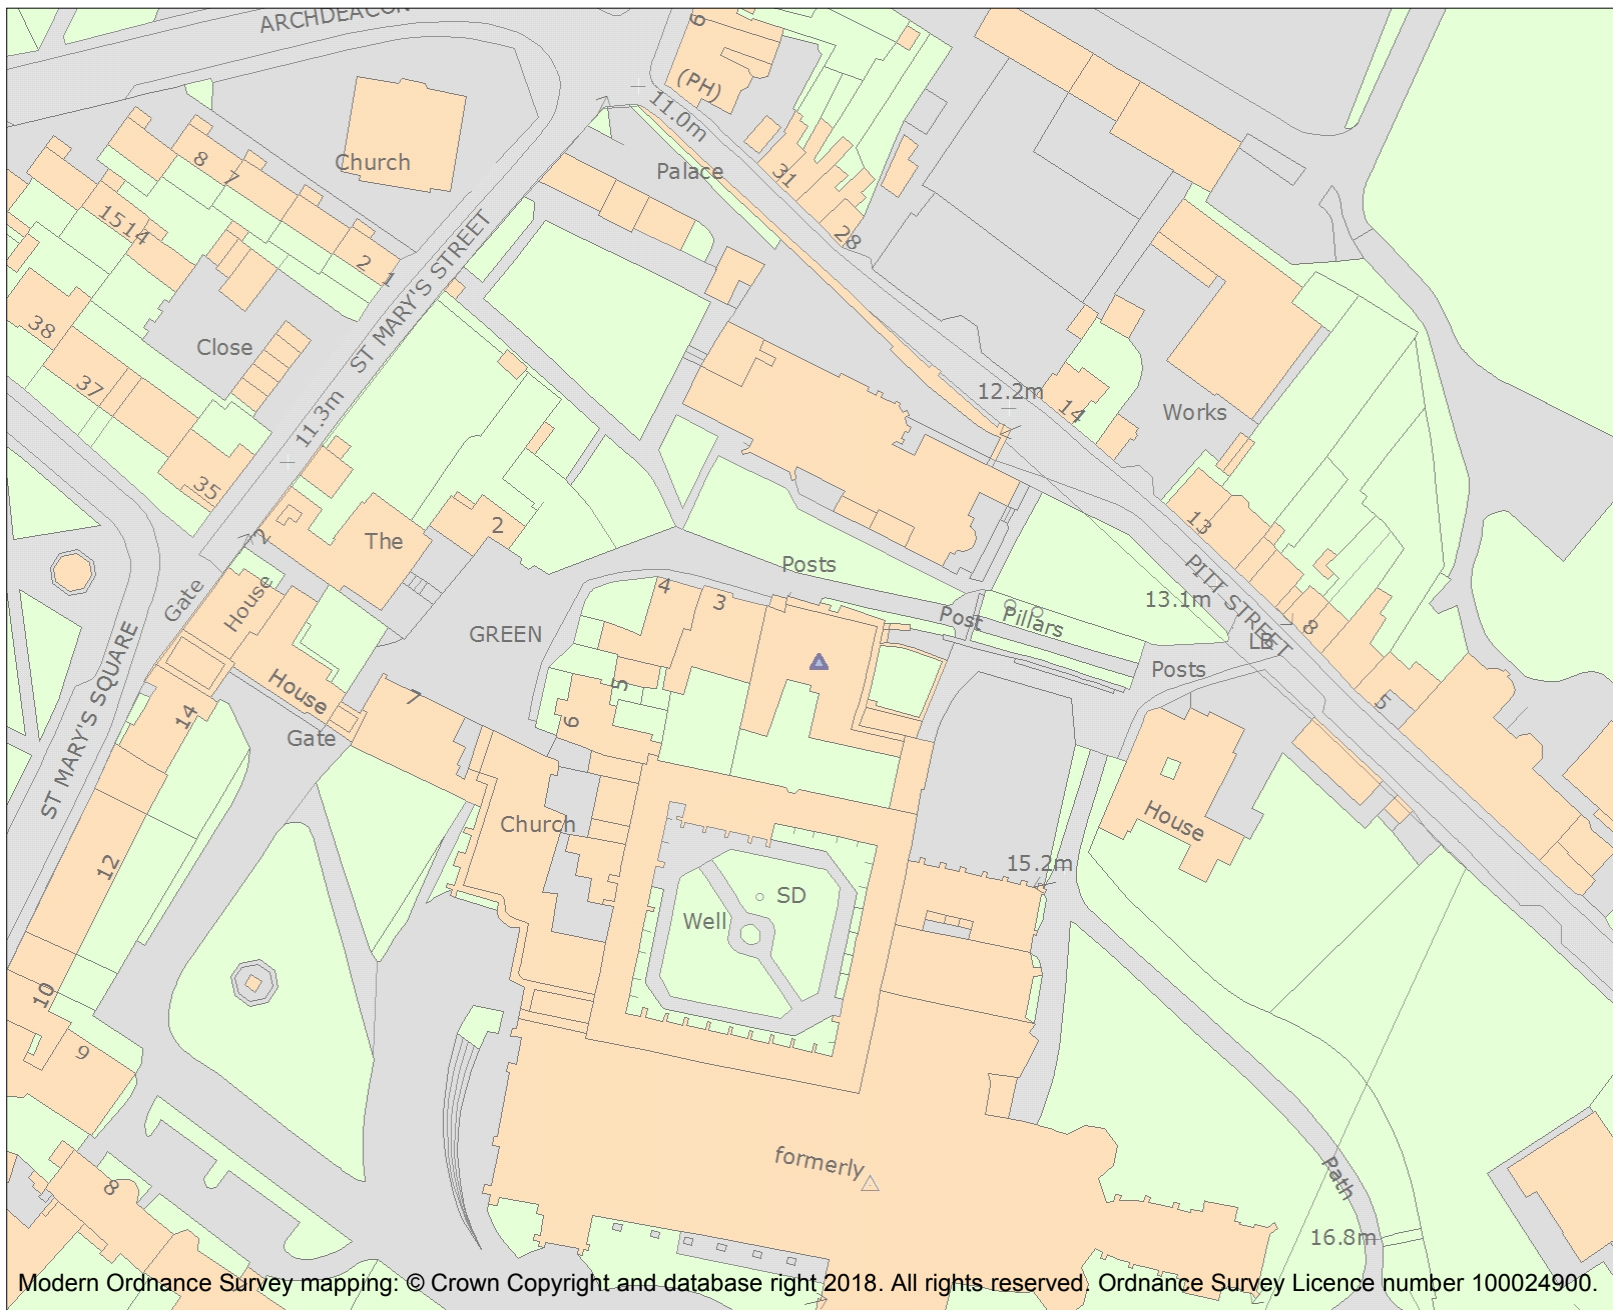 ARCHDEACON
6
(PH)
11.0m
Church
Palace
8
7
31
28
15 14
2
1
ST MARY'S STREET
38
Close
37
11.3m
12.2m
14
Works
35
2
The
2
13
Posts
4
3
Post
Pillars
13.1m
PITT STREET
LB
8
Gate
House
GREEN
Posts
ST MARY'S SQUARE
14
House
7
5
6
5
Gate
Church
House
12
15.2m
SD
Well
10
9
8
formerly
Path
16.8m
Modern Ordnance Survey mapping: © Crown Copyright and database right 2018. All rights reserved. Ordnance Survey Licence number 100024900.